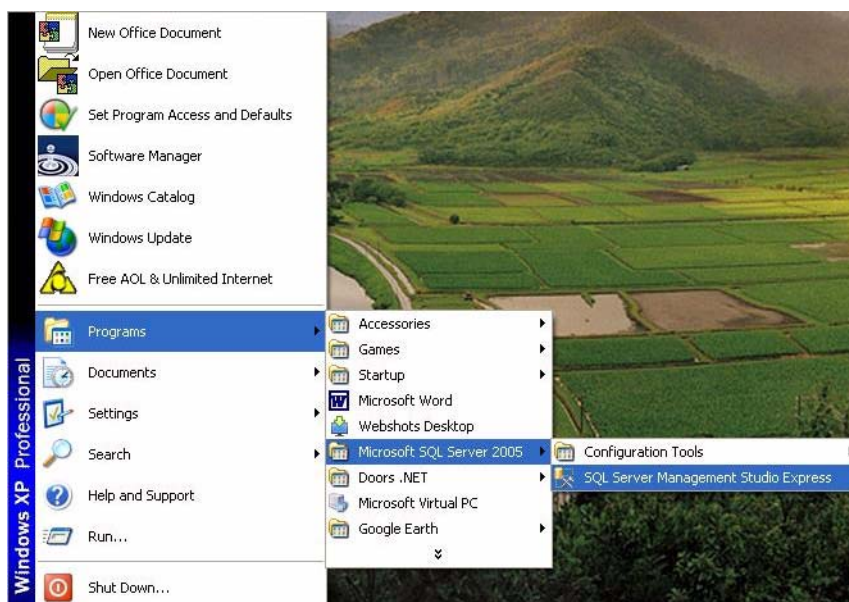 New Office Document
Open Office Document
Set Program Access and Defaults
Software Manager
Windows Catalog
Windows Update
Free AOL & Unlimited Internet
Programs
Documents
Settings
Search
Help and Support
Run...
Shut Down...
Windows XP Professional
Accessories
Games
Startup
Microsoft Word
Webshots Desktop
Microsoft SQL Server 2005
Doors .NET
Microsoft Virtual PC
Google Earth
Configuration Tools
SQL Server Management Studio Express